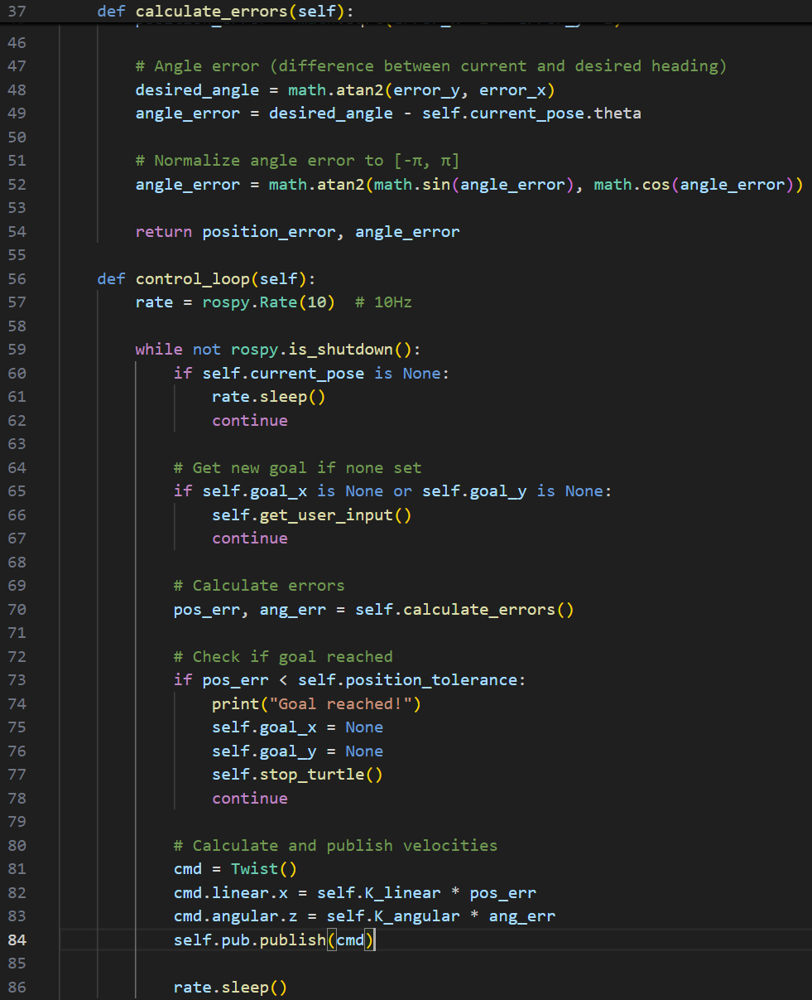 37 def calculate_errors(self):
46
47 # Angle error (difference between current and desired heading)
48 desired_angle = math.atan2(error_y, error_x)
49 angle_error = desired_angle - self.current_pose.theta
50
51 # Normalize angle error to [-π, π]
52 angle_error = math.atan2(math.sin(angle_error), math.cos(angle_error))
53
54 return position_error, angle_error
55
56 def control_loop(self):
57 rate = rospy.Rate(10)  # 10Hz
58
59 while not rospy.is_shutdown():
60 if self.current_pose is None:
61 rate.sleep()
62 continue
63
64 # Get new goal if none set
65 if self.goal_x is None or self.goal_y is None:
66 self.get_user_input()
67 continue
68
69 # Calculate errors
70 pos_err, ang_err = self.calculate_errors()
71
72 # Check if goal reached
73 if pos_err < self.position_tolerance:
74 print("Goal reached!")
75 self.goal_x = None
76 self.goal_y = None
77 self.stop_turtle()
78 continue
79
80 # Calculate and publish velocities
81 cmd = Twist()
82 cmd.linear.x = self.K_linear * pos_err
83 cmd.angular.z = self.K_angular * ang_err
84 self.pub.publish(cmd)
85
86 rate.sleep()